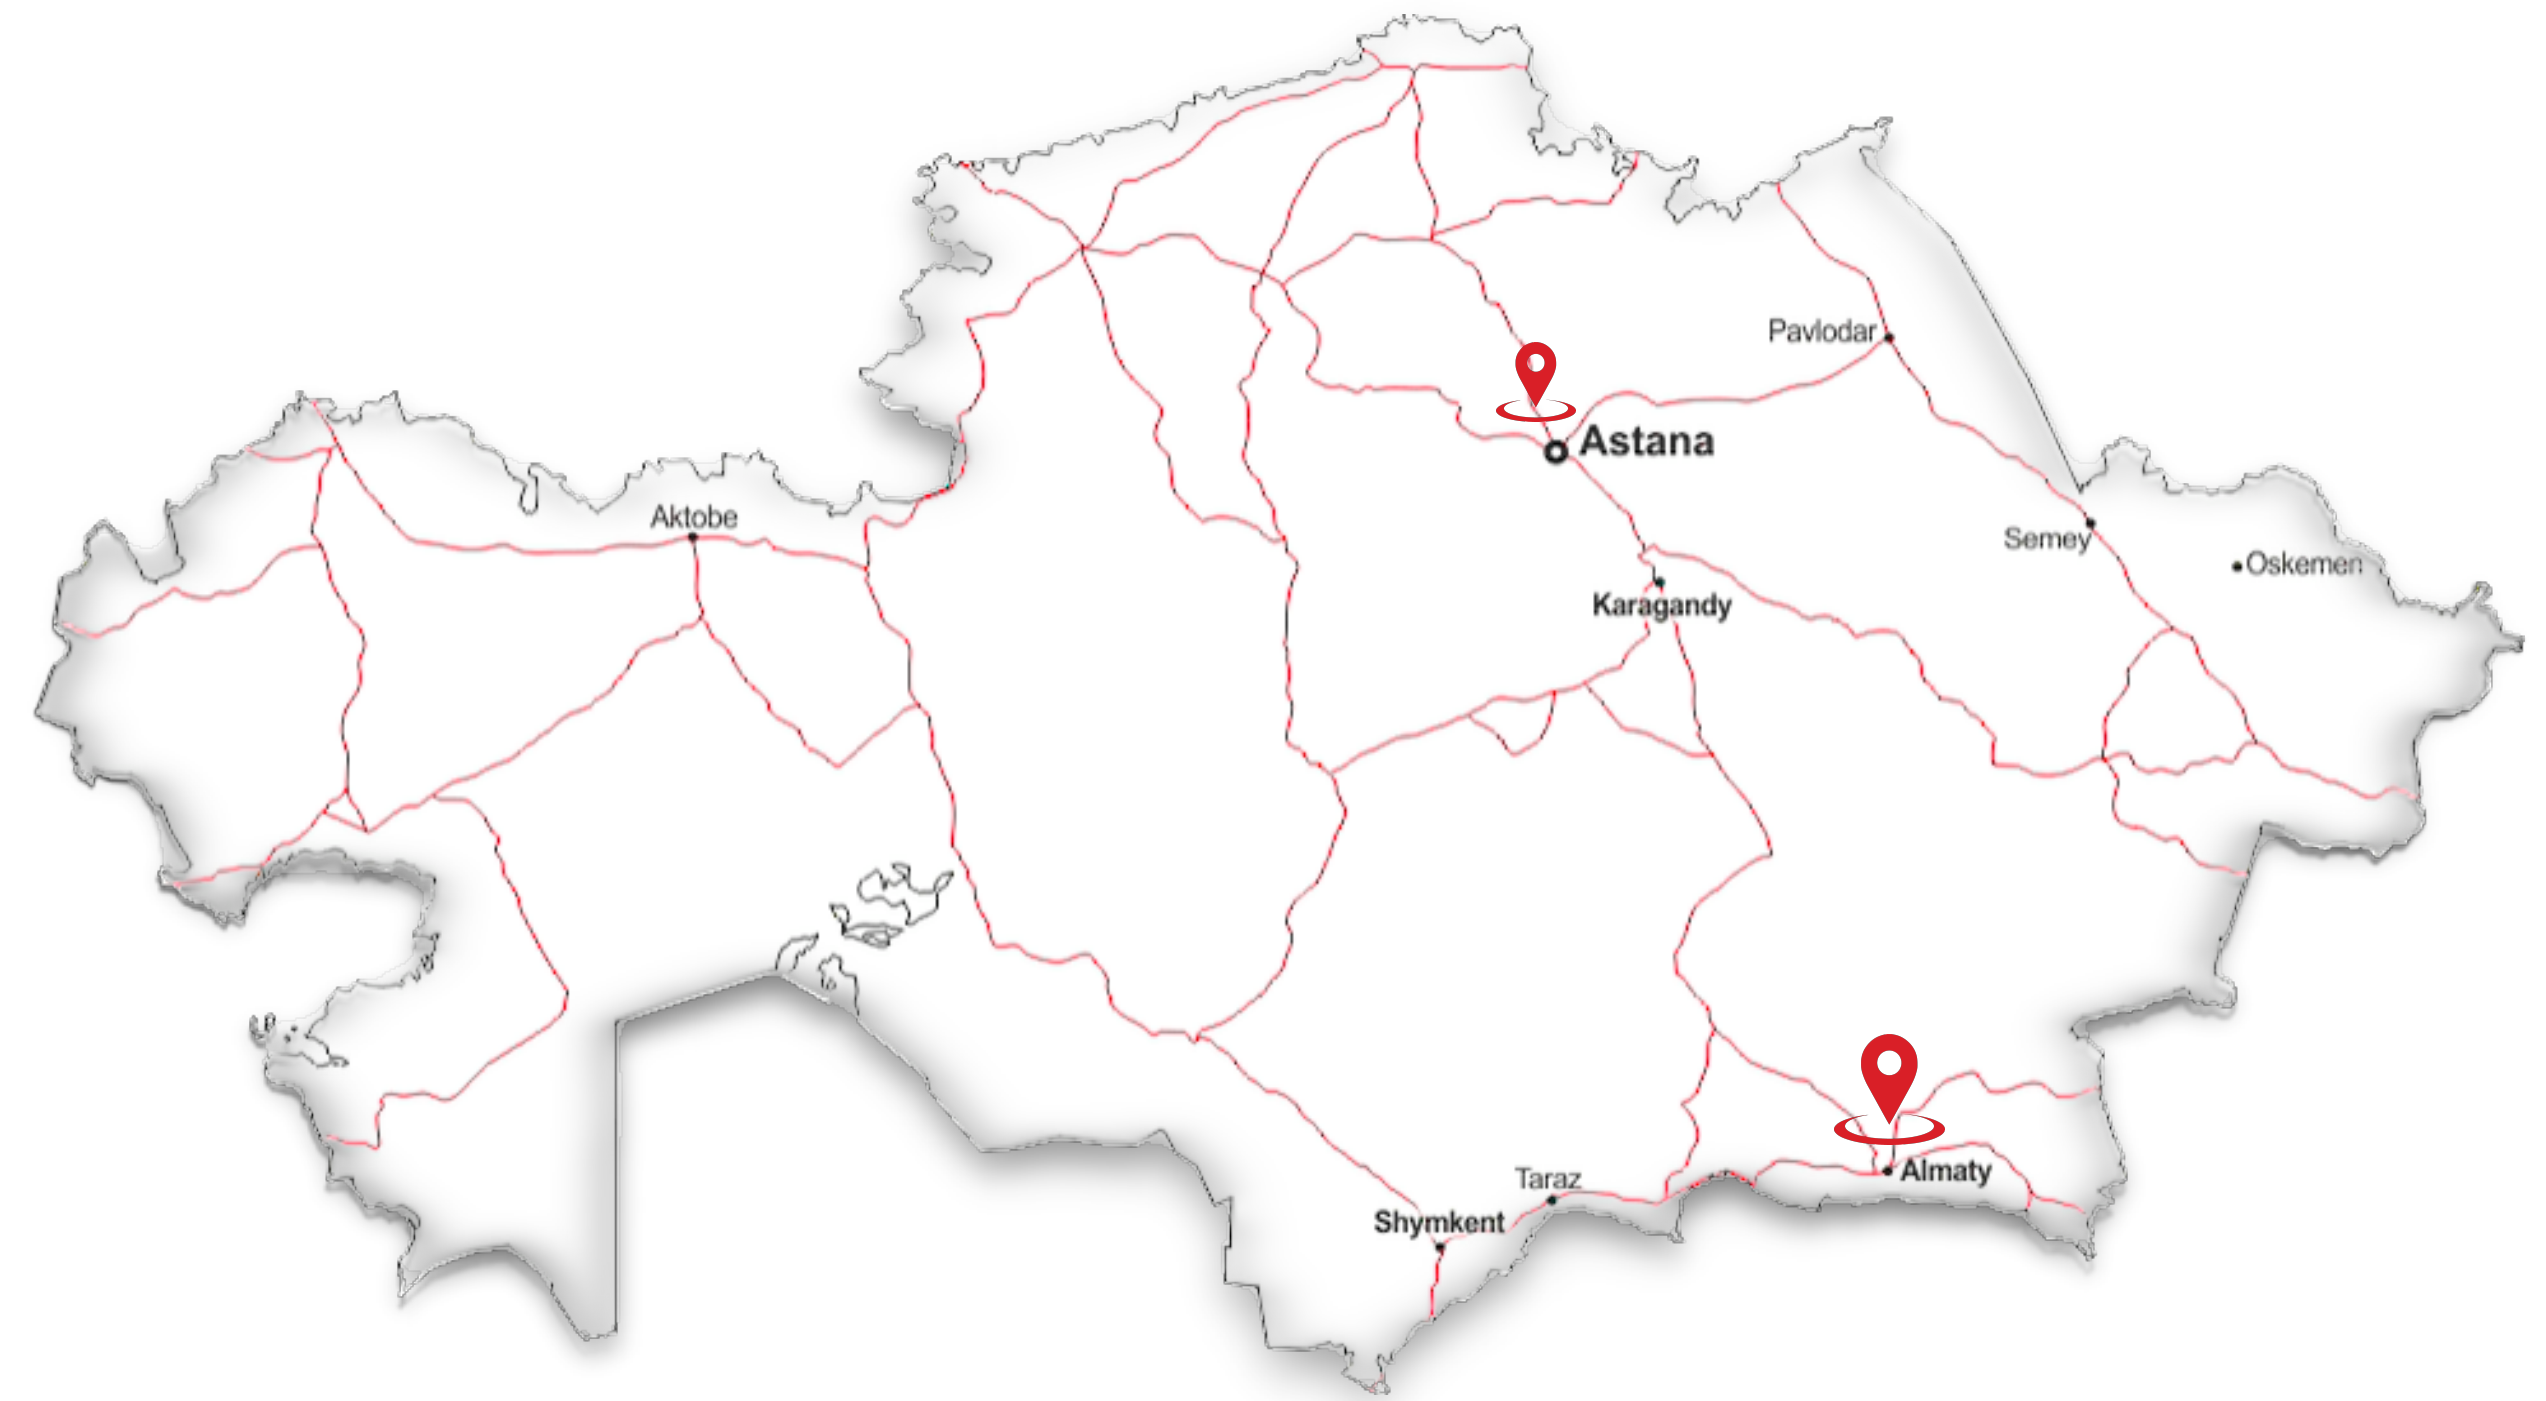 Pavlodar
Astana
Aktobe
Semey
Oskemen
Karagandy
Almaty
Taraz
Shymkent